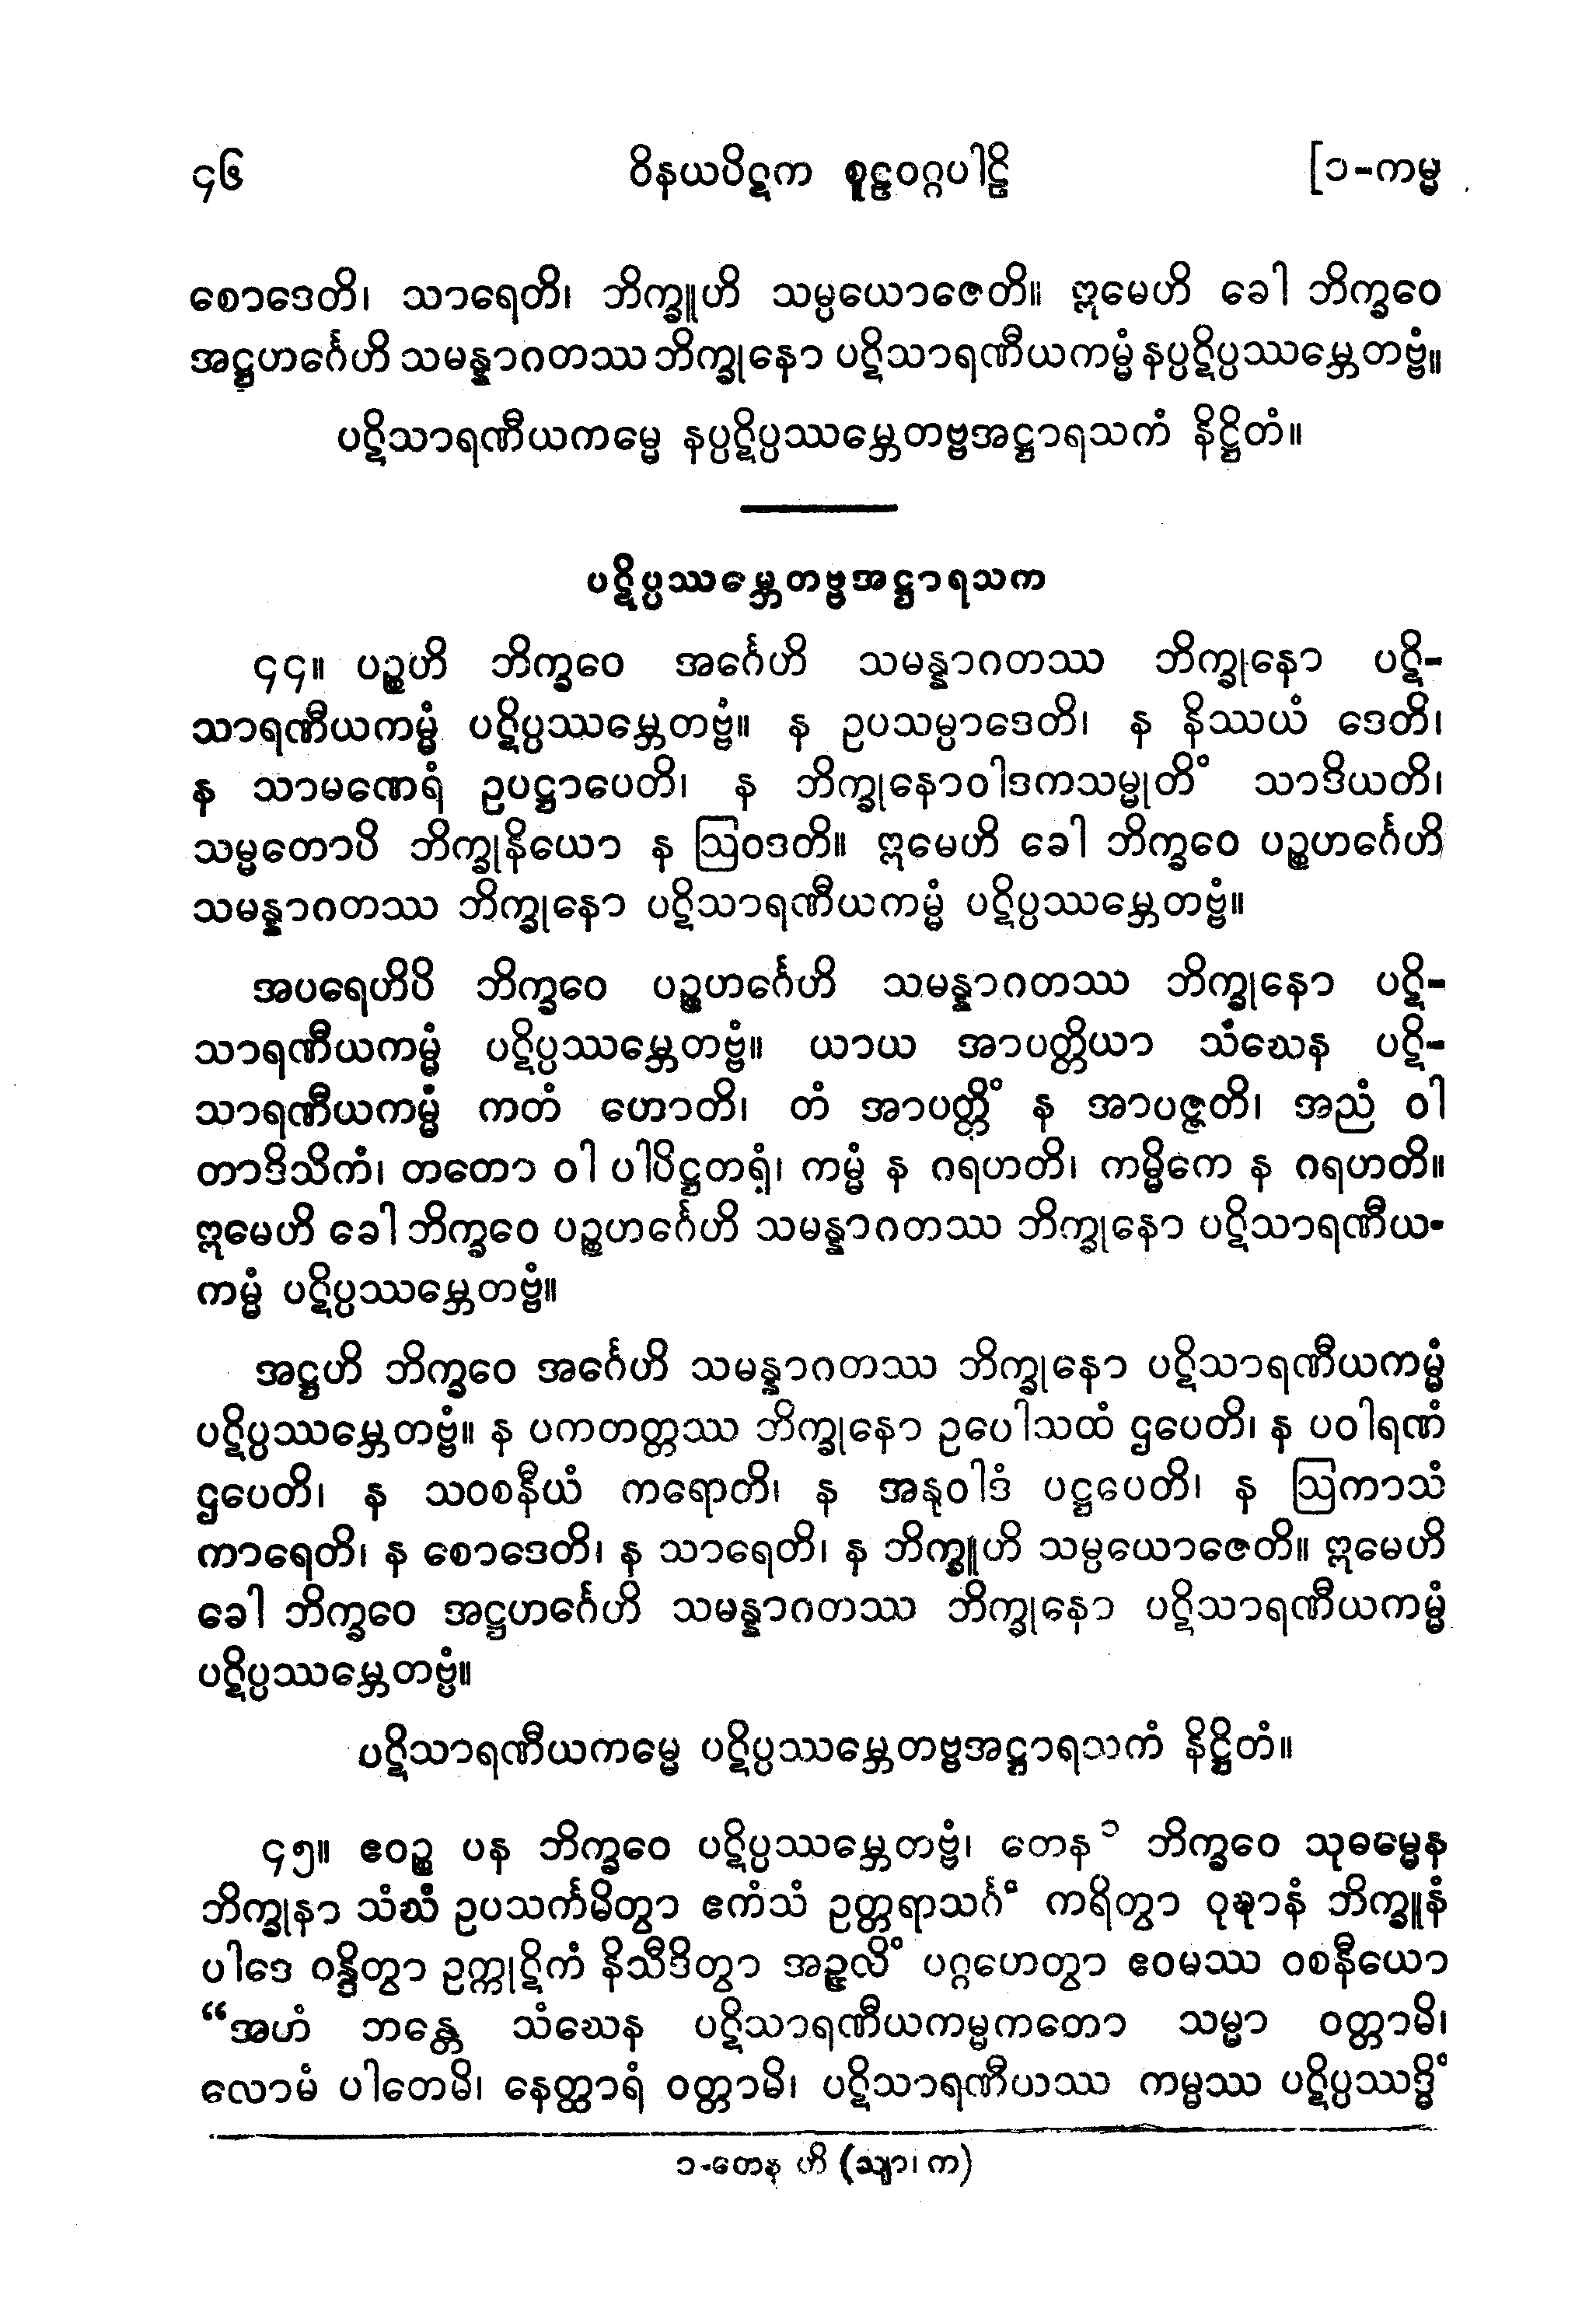 ၄၆ ဝိနယပိဋက စူဠဝဂ္ဂပါဠိ [၁-ကမ္မ
စောဒေတိ၊ သာရေတိ၊ ဘိက္ခူဟိ သမ္ပယောဇေတိ။ ဣမေဟိ ခေါ ဘိက္ခဝေ
အဋ္ဌဟင်္ဂေဟိ သမန္နာဂတဿ ဘိက္ခုနော ပဋိသာရဏီယကမ္မံ နပ္ပဋိပ္ပဿမ္ဘေတဗ္ဗံ။
ပဋိသာရဏီယကမ္မေ နပ္ပဋိပ္ပဿမ္ဘေတဗ္ဗအဋ္ဌာရသကံ နိဋ္ဌိတံ။
ပဋိပ္ပဿမ္ဘေတဗ္ဗအဋ္ဌာရသက
၄၄။ ပဉ္စဟိ ဘိက္ခဝေ အင်္ဂေဟိ သမန္နာဂတဿ ဘိက္ခုနော ပဋိ-
သာရဏီယကမ္မံ ပဋိပ္ပဿမ္ဘေတဗ္ဗံ။ န ဥပသမ္ပာဒေတိ၊ န နိဿယံ ဒေတိ၊
န သာမဏေရံ ဥပဋ္ဌာပေတိ၊ န ဘိက္ခုနောဝါဒကသမ္မုတိံ သာဒိယတိ၊
သမ္မတောပိ ဘိက္ခုနိယော န ဩဝဒတိ။ ဣမေဟိ ခေါ ဘိက္ခဝေ ပဉ္စဟင်္ဂေဟိ
သမန္နာဂတဿ ဘိက္ခုနော ပဋိသာရဏီယကမ္မံ ပဋိပ္ပဿမ္ဘေတဗ္ဗံ။
အပရေဟိပိ ဘိက္ခဝေ ပဉ္စဟင်္ဂေဟိ သမန္နာဂတဿ ဘိက္ခုနော ပဋိ-
သာရဏီယကမ္မံ ပဋိပ္ပဿမ္ဘေတဗ္ဗံ။ ယာယ အာပတ္တိယာ သံဃေန ပဋိ-
သာရဏီယကမ္မံ ကတံ ဟောတိ၊ တံ အာပတ္တိံ န အာပဇ္ဇတိ၊ အညံ ဝါ
တာဒိသိကံ၊ တတော ဝါ ပါပိဋ္ဌတရံ၊ ကမ္မံ န ဂရဟတိ၊ ကမ္မိကေ န ဂရဟတိ။
ဣမေဟိ ခေါ ဘိက္ခဝေ ပဉ္စဟင်္ဂေဟိ သမန္နာဂတဿ ဘိက္ခုနော ပဋိသာရဏီယ-
ကမ္မံ ပဋိပ္ပဿမ္ဘေတဗ္ဗံ။
အဋ္ဌဟိ ဘိက္ခဝေ အင်္ဂေဟိ သမန္နာဂတဿ ဘိက္ခုနော ပဋိသာရဏီယကမ္မံ
ပဋိပ္ပဿမ္ဘေတဗ္ဗံ။ န ပကတတ္တဿ ဘိက္ခုနော ဥပေါသထံ ဌပေတိ၊ န ပဝါရဏံ
ဌပေတိ၊ န သဝစနီယံ ကရောတိ၊ န အနုဝါဒံ ပဋ္ဌပေတိ၊ န ဩကာသံ
ကာရေတိ၊ န စောဒေတိ၊ န သာရေတိ၊ န ဘိက္ခူဟိ သမ္ပယောဇေတိ။ ဣမေဟိ
ခေါ ဘိက္ခဝေ အဋ္ဌဟင်္ဂေဟိ သမန္နာဂတဿ ဘိက္ခုနော ပဋိသာရဏီယကမ္မံ
ပဋိပ္ပဿမ္ဘေတဗ္ဗံ။
ပဋိသာရဏီယကမ္မေ ပဋိပ္ပဿမ္ဘေတဗ္ဗအဋ္ဌာရသကံ နိဋ္ဌိတံ။
၄၅။ ဧဝဉ္စ ပန ဘိက္ခဝေ ပဋိပ္ပဿမ္ဘေတဗ္ဗံ၊ တေန ၁ ဘိက္ခဝေ သုဓမ္မေန
ဘိက္ခုနာ သံဃံ ဥပသင်္ကမိတွာ ဧကံသံ ဥတ္တရာသင်္ဂံ ကရိတွာ ဝုဍ္ဎာနံ ဘိက္ခူနံ
ပါဒေ ဝန္ဒိတွာ ဥက္ကုဋိကံ နိသီဒိတွာ အဉ္ဇလိံ ပဂ္ဂဟေတွာ ဧဝမဿ ဝစနီယော
“အဟံ ဘန္တေ သံဃေန ပဋိသာရဏီယကမ္မကတော သမ္မာ ဝတ္တာမိ၊
လောမံ ပါတေမိ၊ နေတ္ထာရံ ဝတ္တာမိ၊ ပဋိသာရဏီယဿ ကမ္မဿ ပဋိပ္ပဿဒ္ဓိံ
၁-တေန ဟိ (သျာ၊ က)